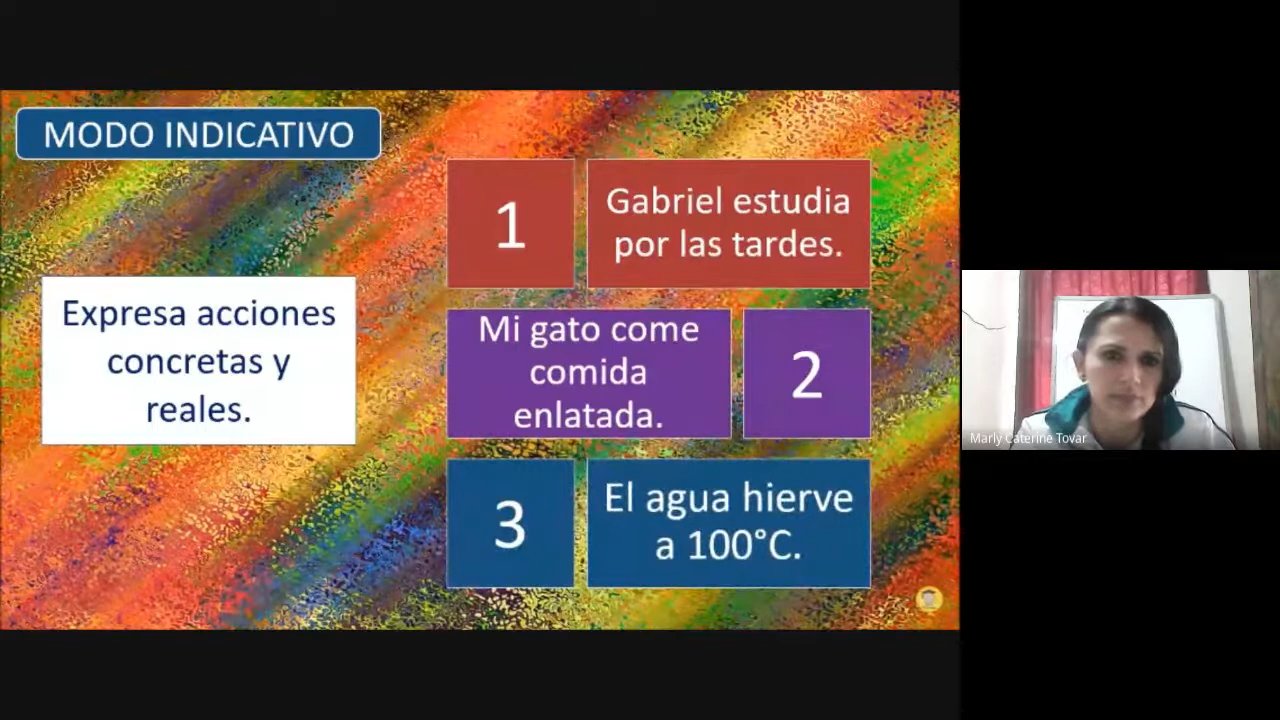 MODO INDICATIVO
Expresa acciones
concretas y
reales.
1
Gabriel estudia
por las tardes.
Mi gato come
comida
enlatada.
2
3
El agua hierve
a 100°C.
Marly Caterine Tovar